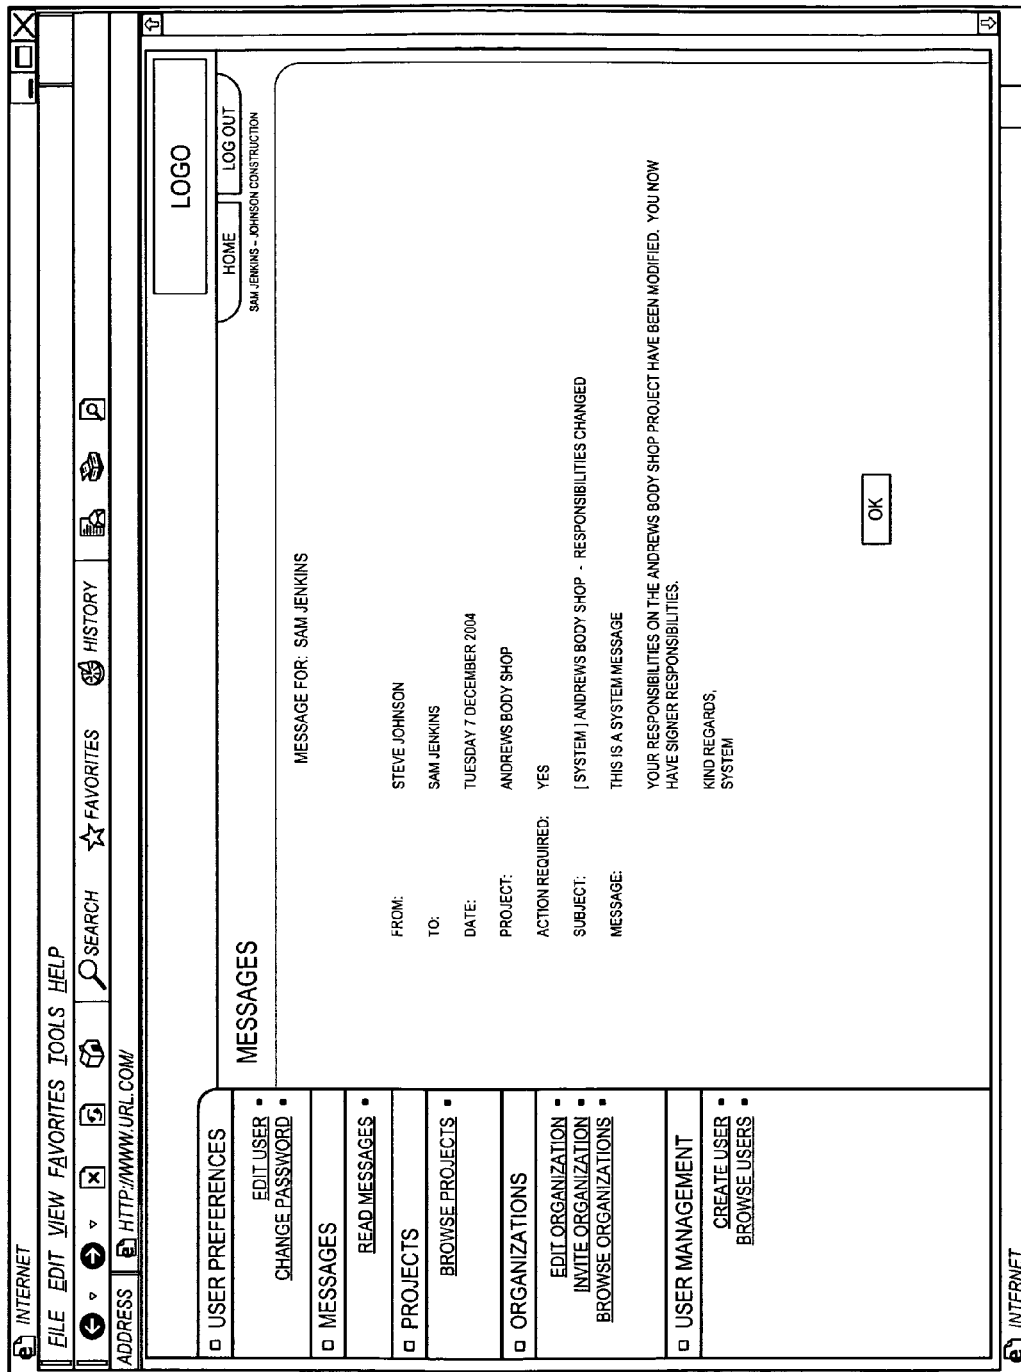 INTERNET
FILE EDIT VIEW FAVORITES TOOLS HELP
SEARCH FAVORITES HISTORY
ADDRESS HTTP://WWW.URL.COM/
LOGO
HOME LOG OUT
SAM JENKINS – JOHNSON CONSTRUCTION
USER PREFERENCES
EDIT USER
CHANGE PASSWORD
MESSAGES
READ MESSAGES
PROJECTS
BROWSE PROJECTS
ORGANIZATIONS
EDIT ORGANIZATION
INVITE ORGANIZATION
BROWSE ORGANIZATIONS
USER MANAGEMENT
CREATE USER
BROWSE USERS
MESSAGES
MESSAGE FOR: SAM JENKINS
FROM: STEVE JOHNSON
TO: SAM JENKINS
DATE: TUESDAY 7 DECEMBER 2004
PROJECT: ANDREWS BODY SHOP
ACTION REQUIRED: YES
SUBJECT: [ SYSTEM ] ANDREWS BODY SHOP - RESPONSIBILITIES CHANGED
MESSAGE: THIS IS A SYSTEM MESSAGE
YOUR RESPONSIBILITIES ON THE ANDREWS BODY SHOP PROJECT HAVE BEEN MODIFIED. YOU NOW
HAVE SIGNER RESPONSIBILITIES.
KIND REGARDS,
SYSTEM
OK
INTERNET